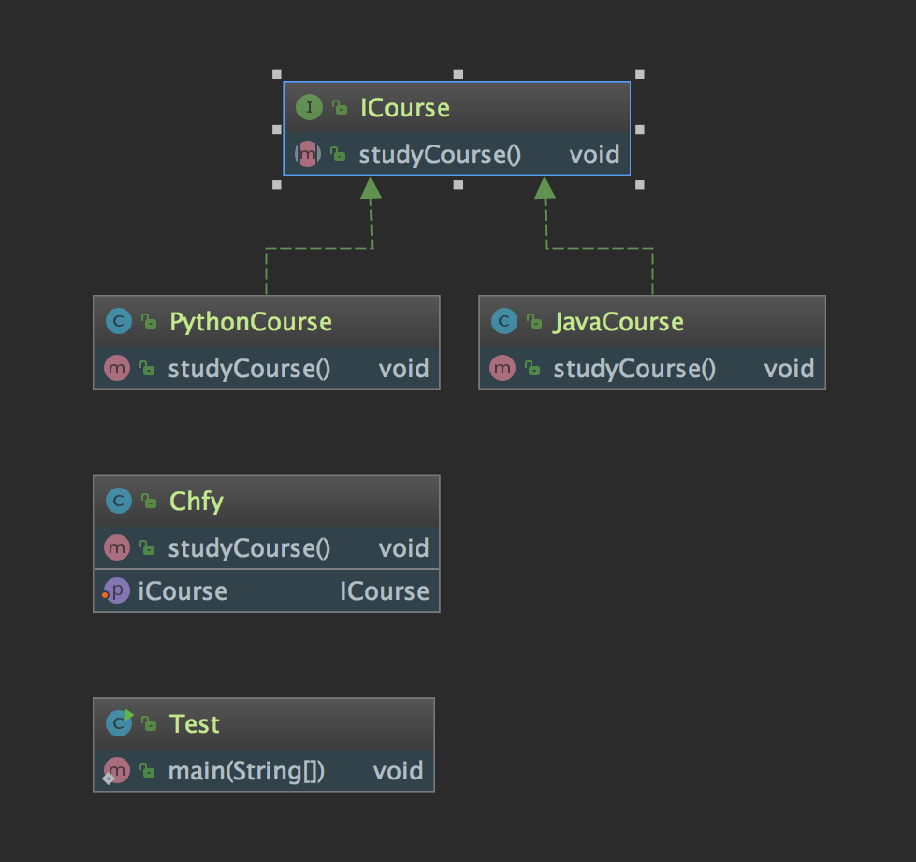 I ICourse
m studyCourse() void
C PythonCourse
m studyCourse() void
C JavaCourse
m studyCourse() void
C Chfy
m studyCourse() void
p iCourse ICourse
C Test
m main(String[]) void